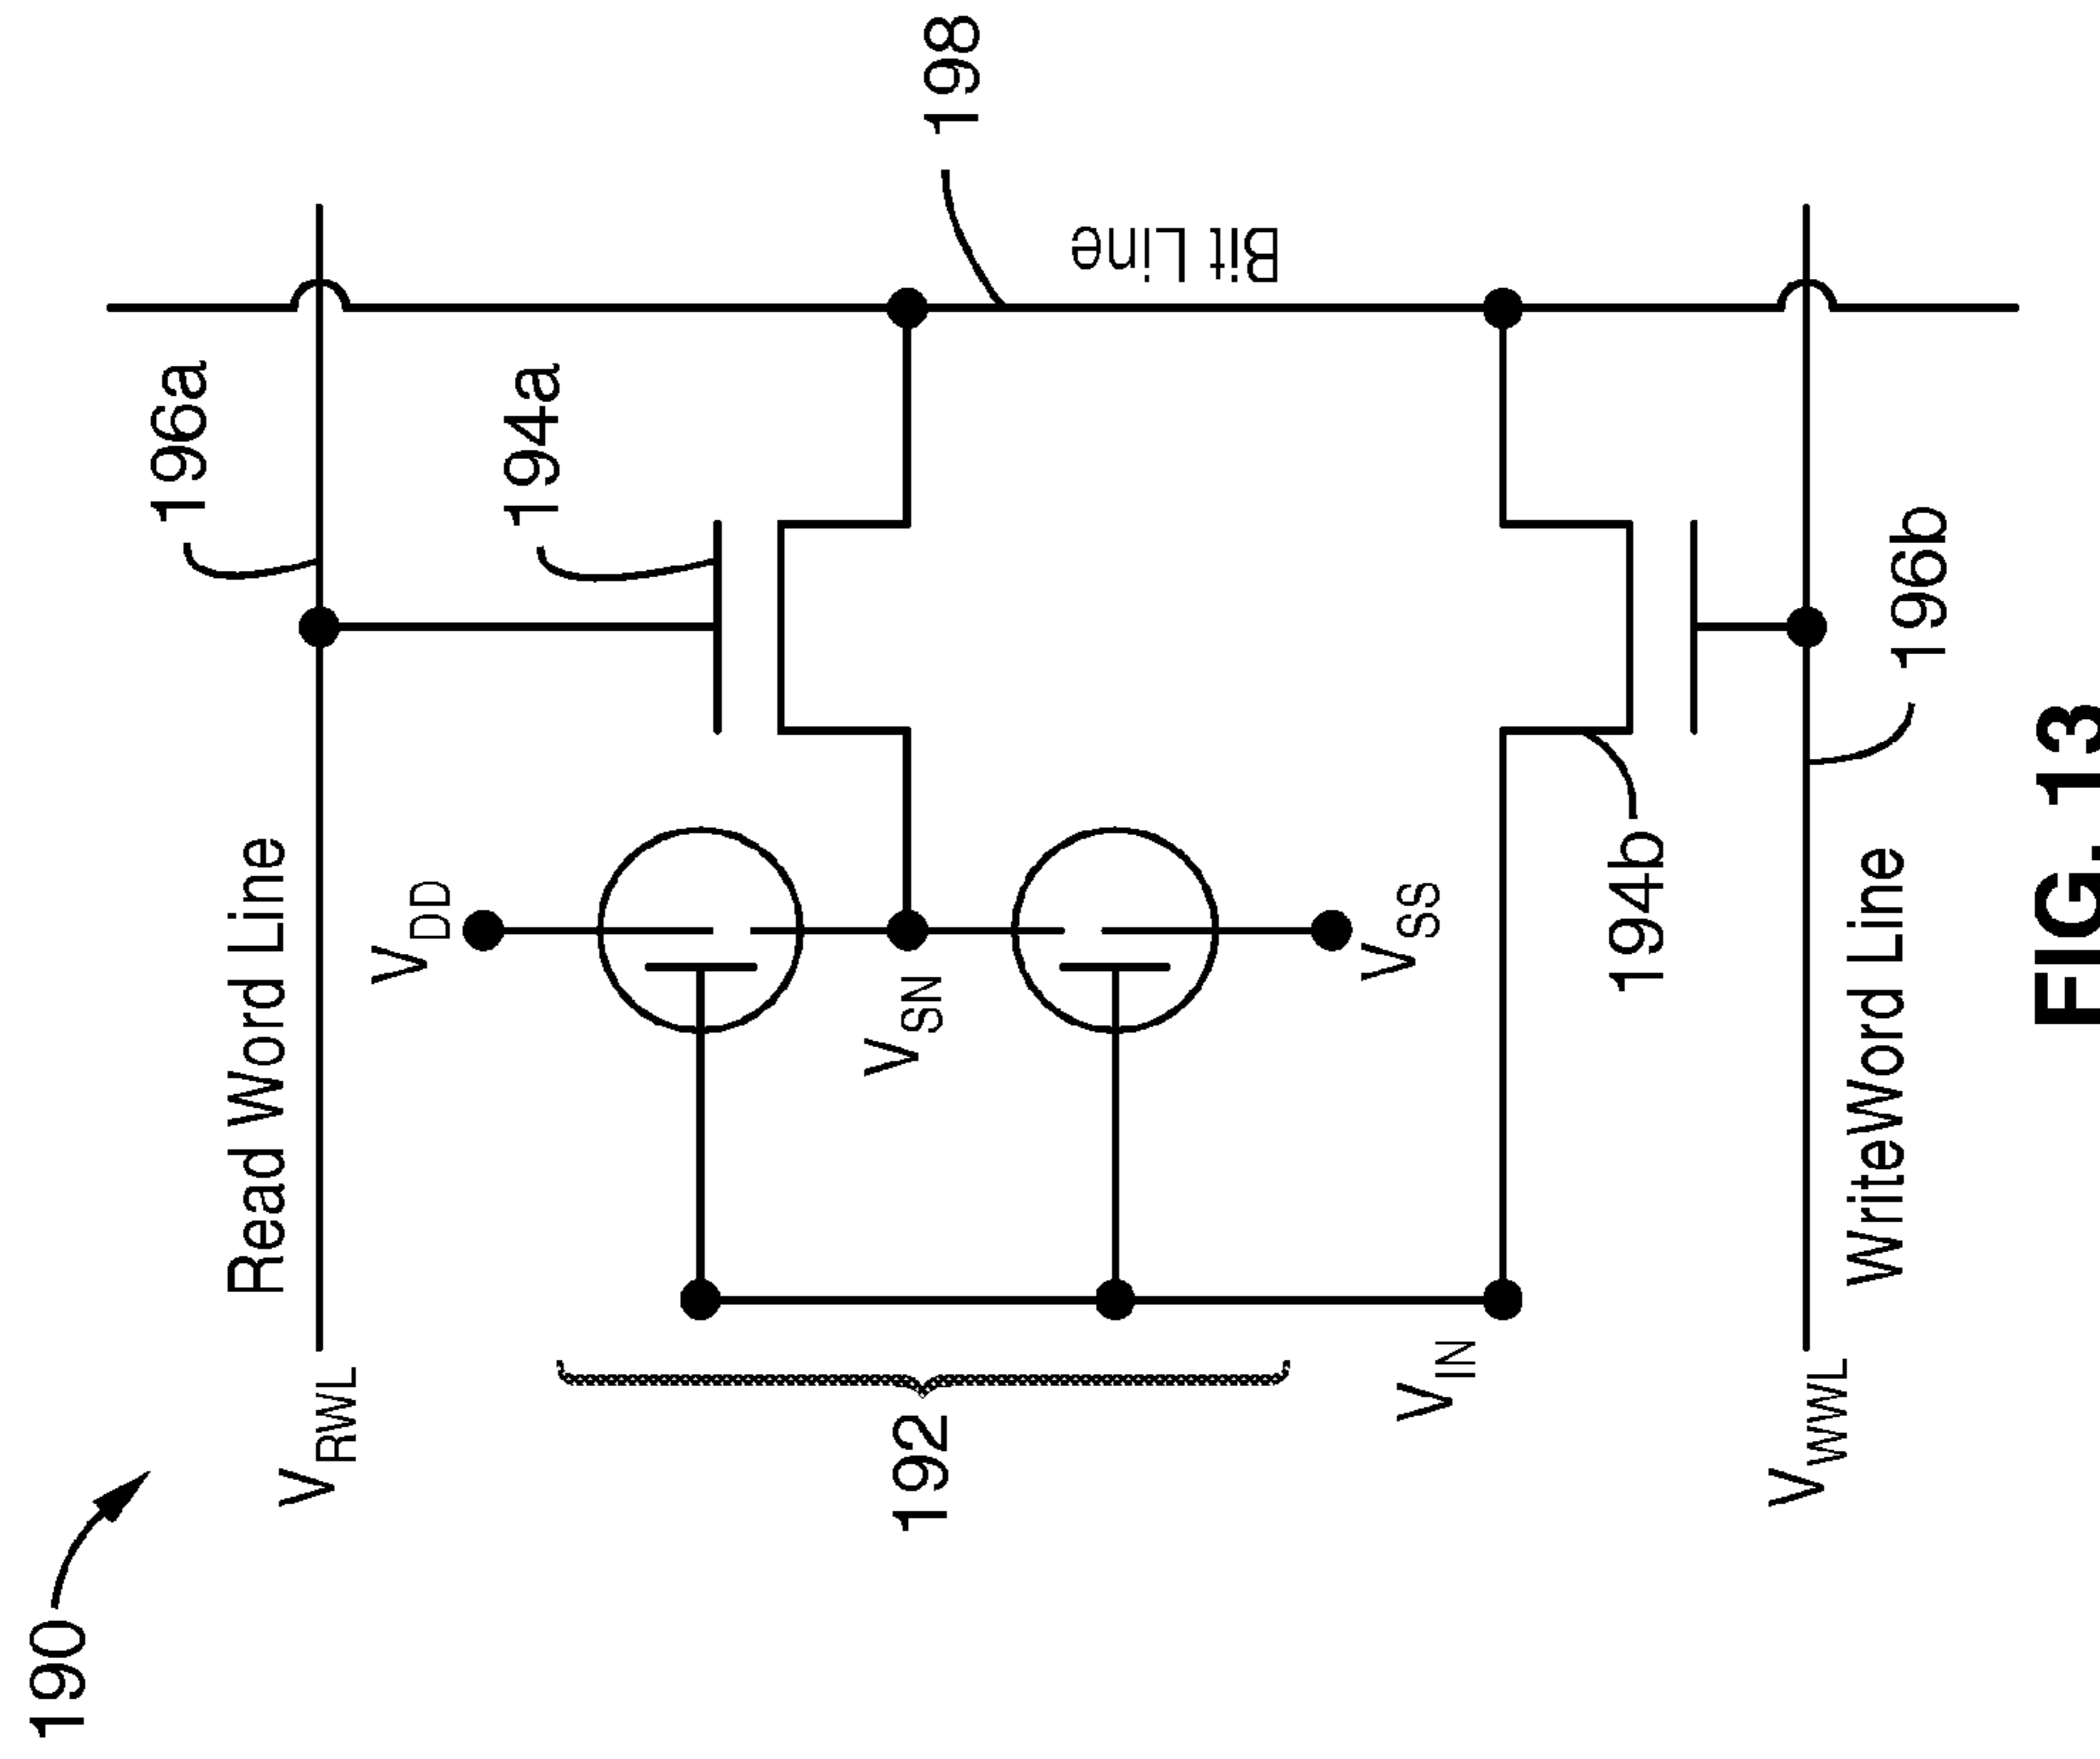 190
V_RWL
Read Word Line
196a
V_DD
194a
198
192
V_SN
Bit Line
V_SS
V_IN
194b
V_WWL
WriteWord Line
196b
FIG. 13